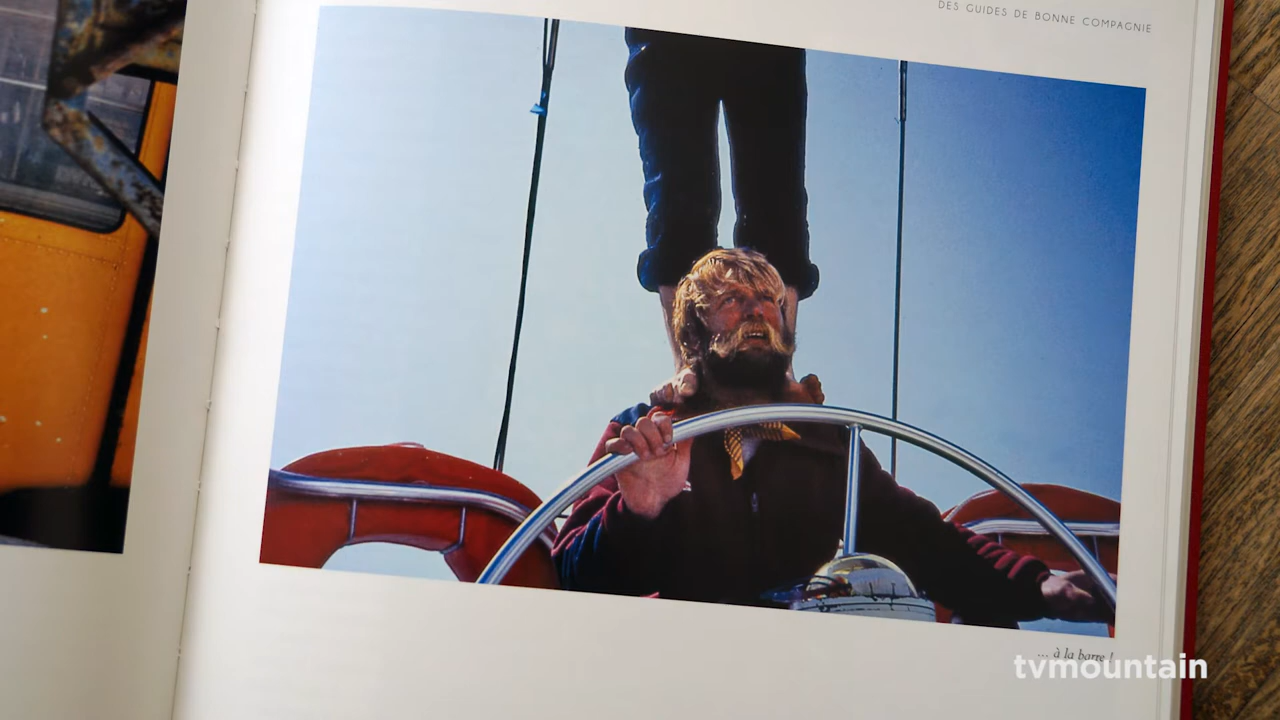 DES GUIDES DE BONNE COMPAGNIE
... à la barre !
tvmountain